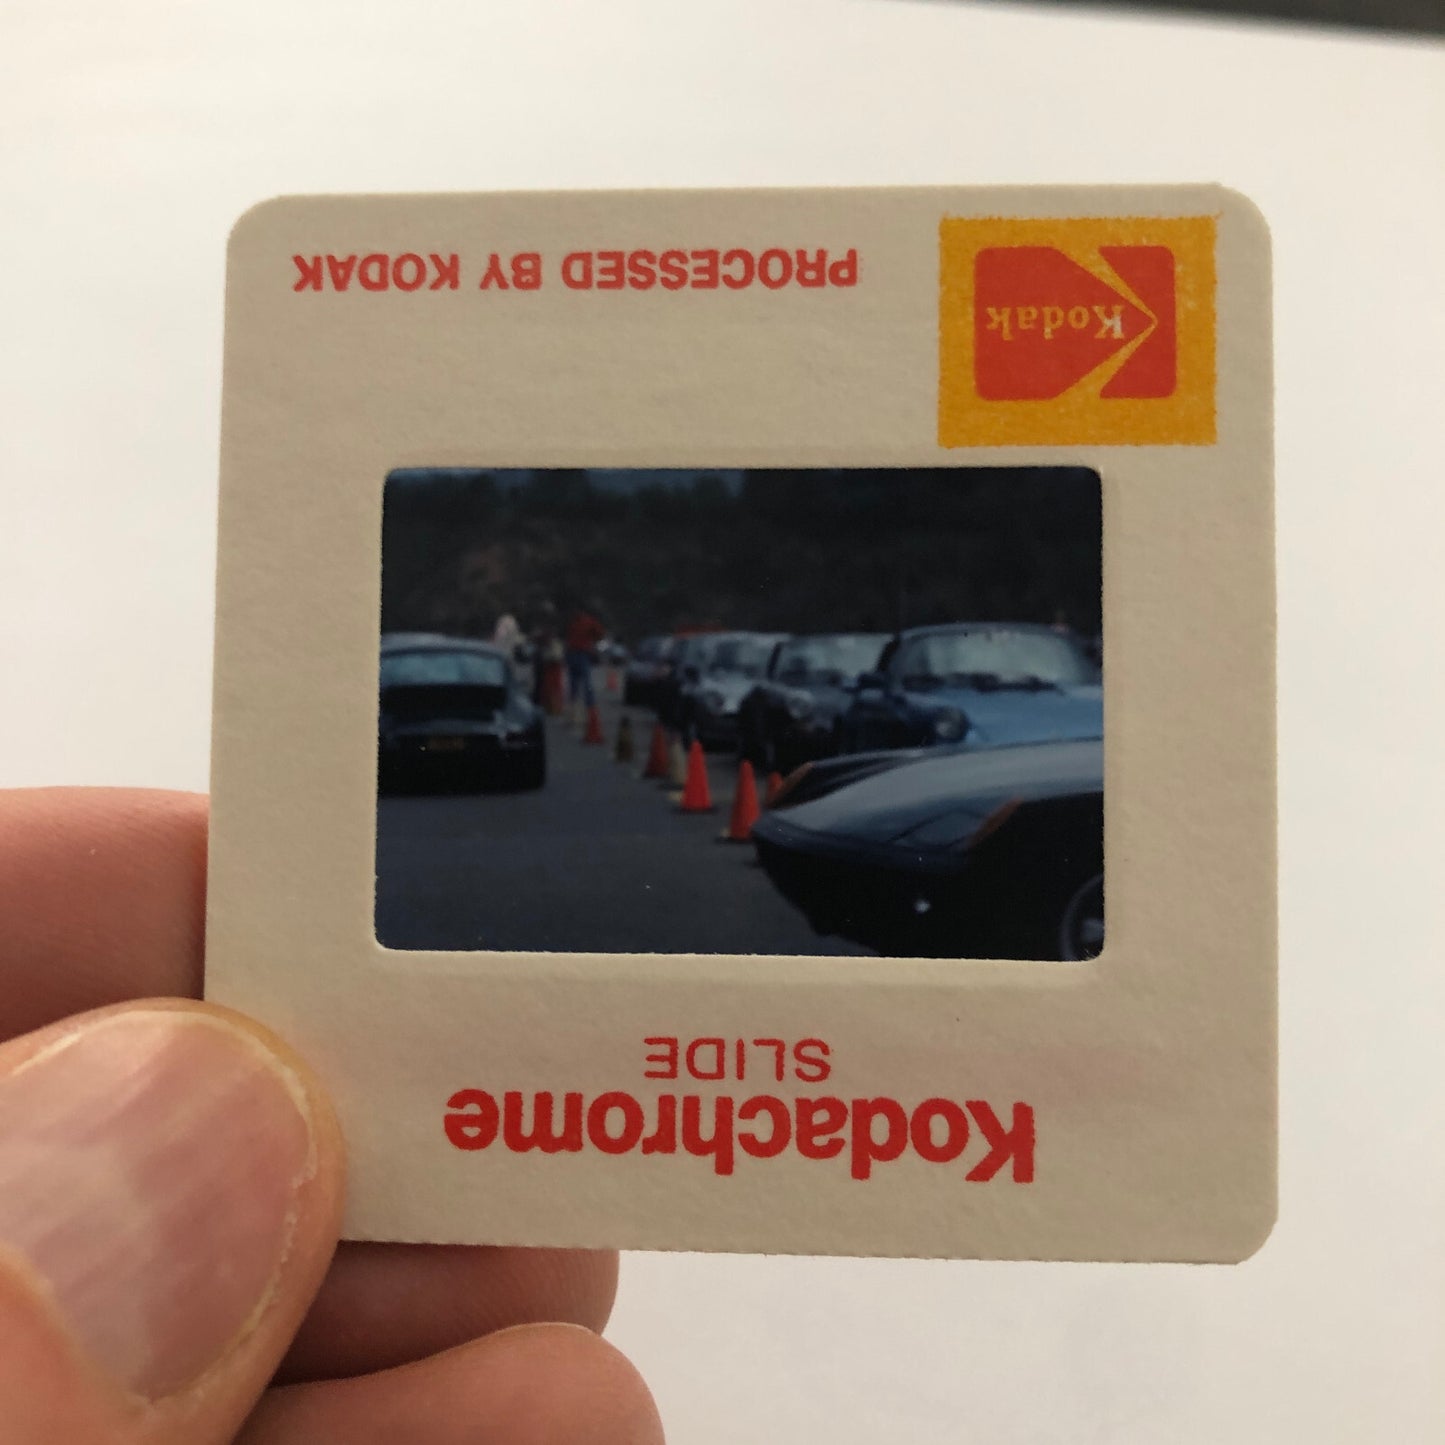 Kodachrome
SLIDE
Kodak
PROCESSED BY KODAK